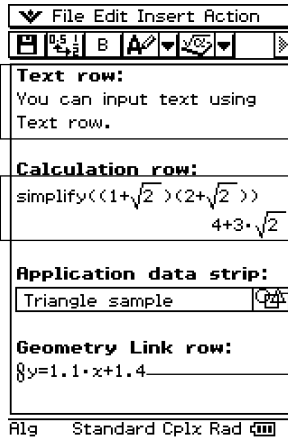 File Edit Insert Action
B
Text row:
You can input text using
Text row.
Calculation row:
simplify((1+√2)(2+√2))
4+3·√2
Application data strip:
Triangle sample
Geometry Link row:
y=1.1·x+1.4
Alg Standard Cplx Rad